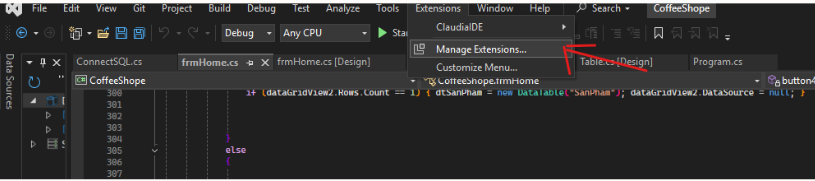 File Edit View Git Project Build Debug Test Analyze Tools Extensions Window Help Search CoffeeShope
Debug Any CPU
ClaudiaIDE
Manage Extensions...
Customize Menu...
ConnectSQL.cs frmHome.cs frmHome.cs [Design] Table.cs [Design] Program.cs
Data Sources
CoffeeShope CoffeeShope.frmHome button4
300 if (dataGridView2.Rows.Count == 1) { dtSanPham = new DataTable("SanPham"); dataGridView2.DataSource = null; }
301
302
303
304 }
305 else
306 {
307